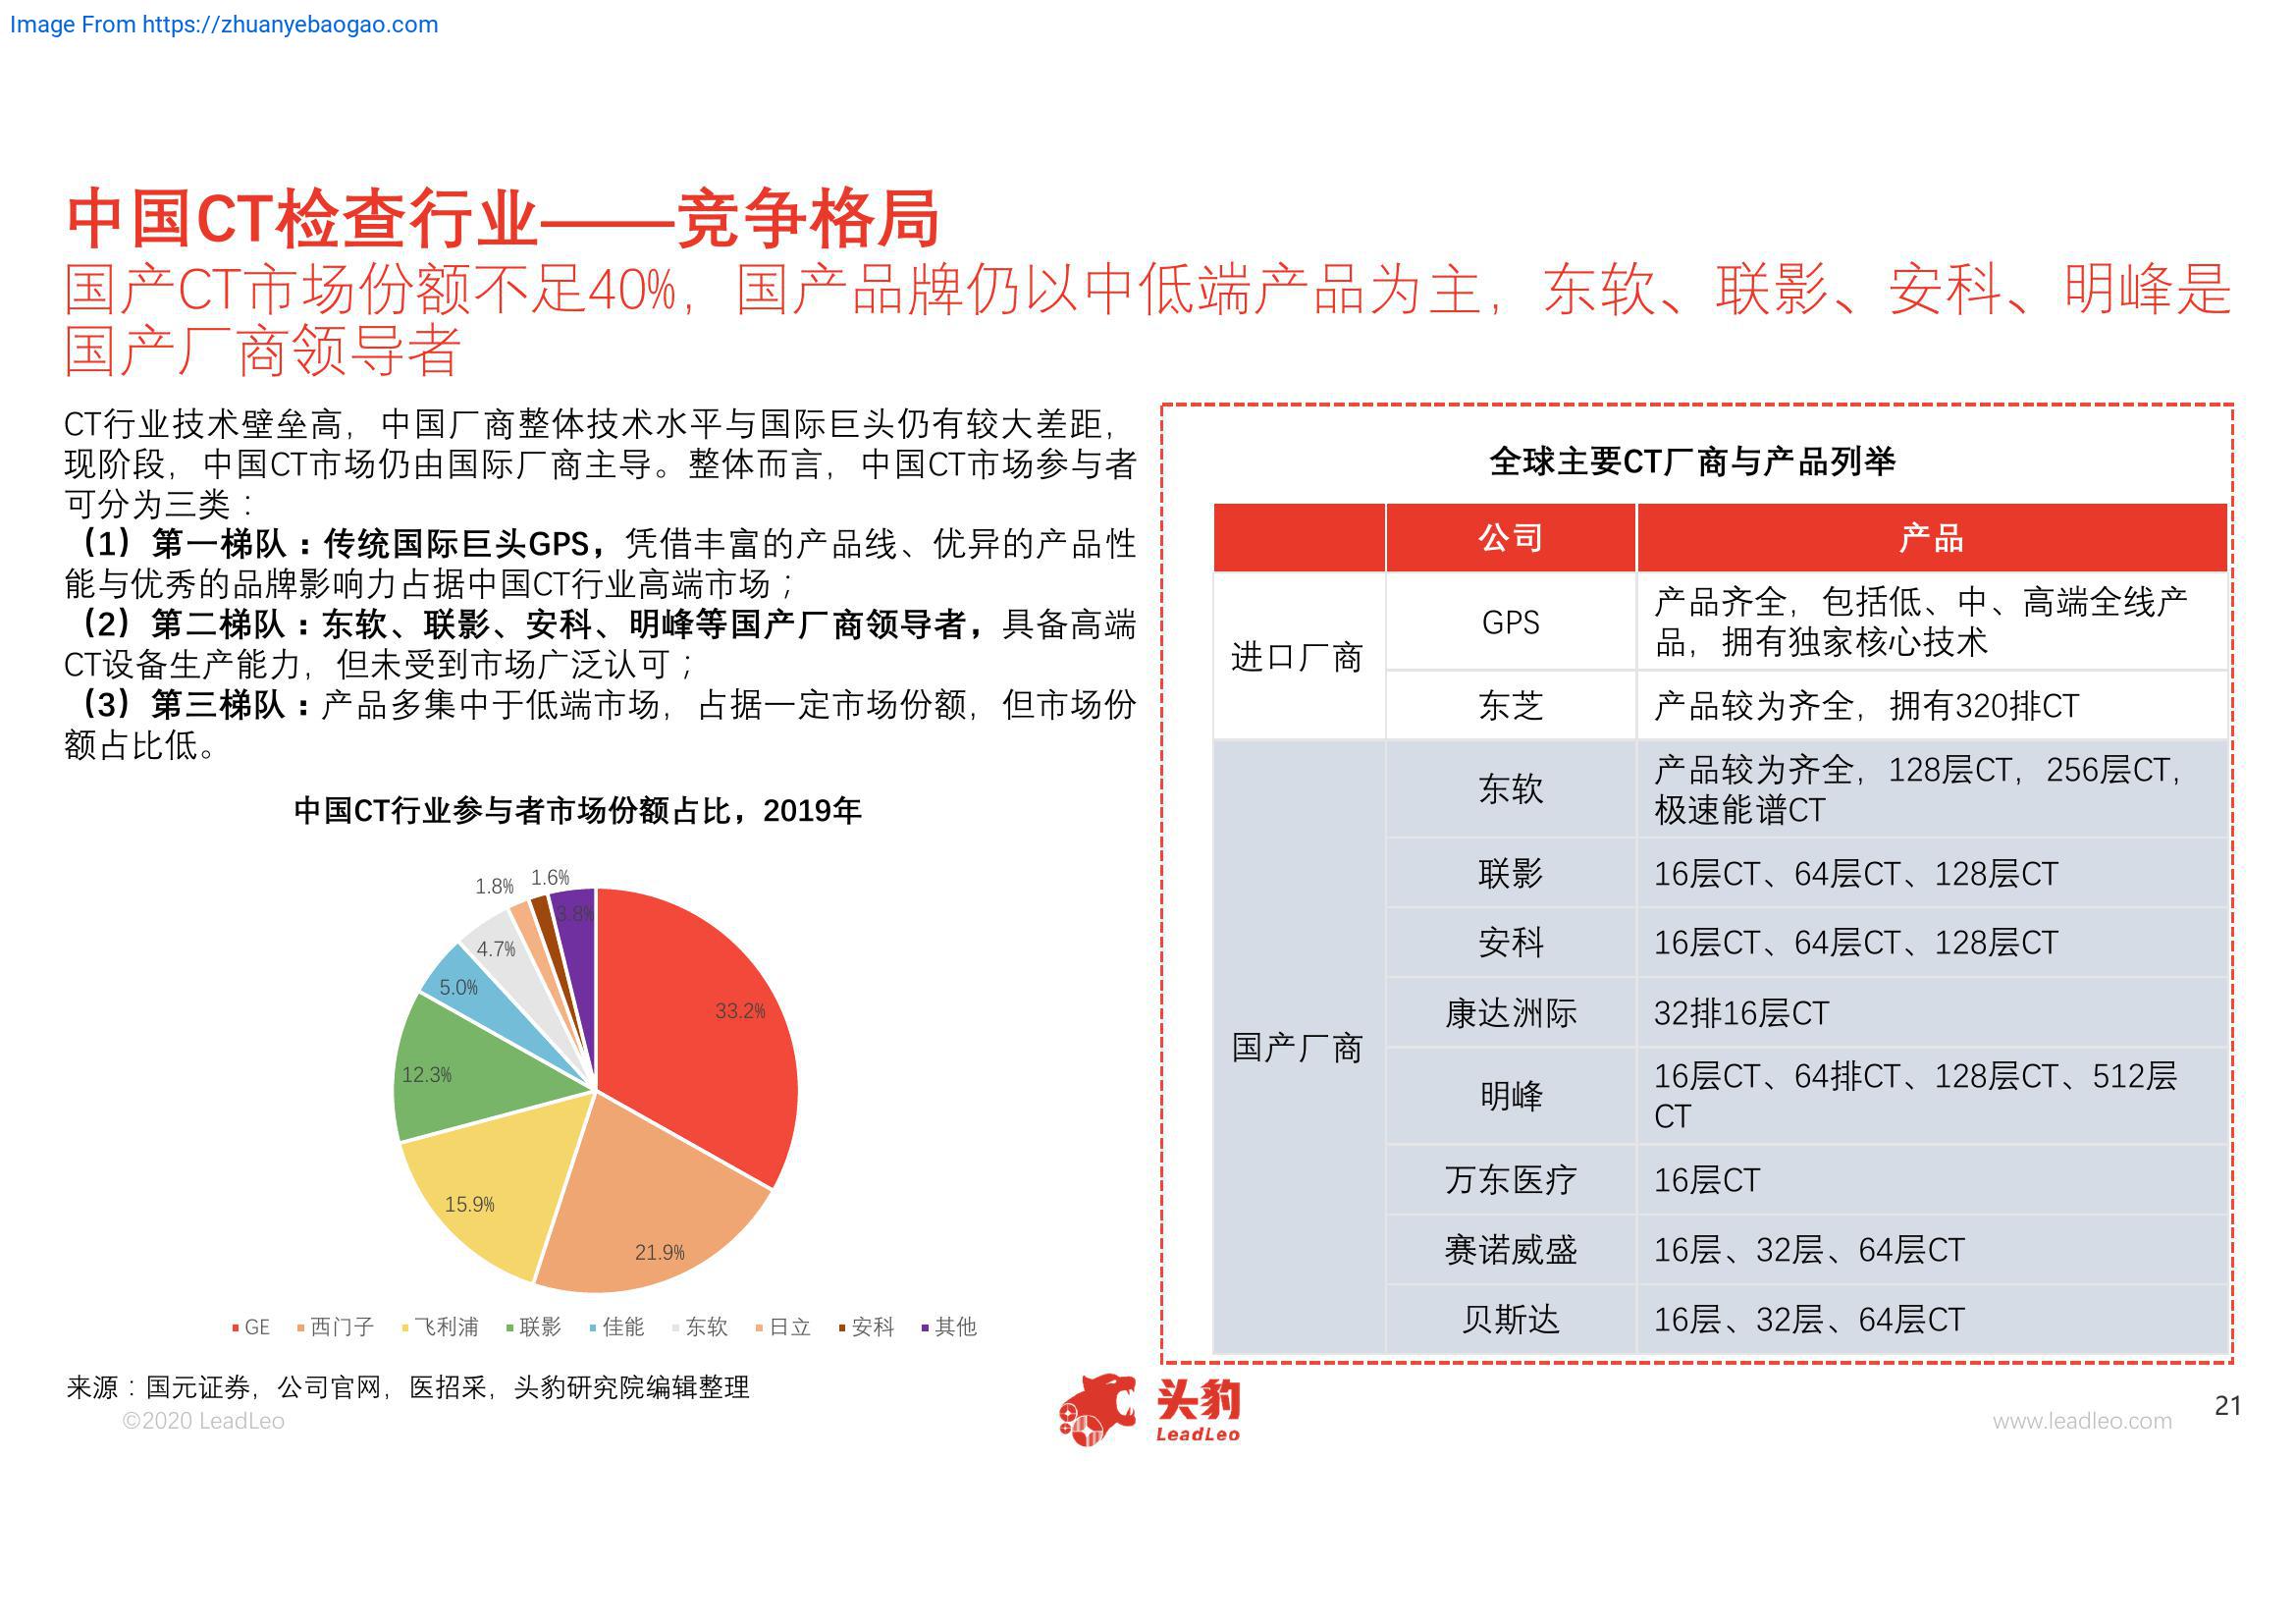 Image From https://zhuanyebaogao.com
中国CT检查行业——竞争格局
国产CT市场份额不足40%，国产品牌仍以中低端产品为主，东软、联影、安科、明峰是
国产厂商领导者
CT行业技术壁垒高，中国厂商整体技术水平与国际巨头仍有较大差距，
现阶段，中国CT市场仍由国际厂商主导。整体而言，中国CT市场参与者
可分为三类：
（1）第一梯队：传统国际巨头GPS，凭借丰富的产品线、优异的产品性
能与优秀的品牌影响力占据中国CT行业高端市场；
（2）第二梯队：东软、联影、安科、明峰等国产厂商领导者，具备高端
CT设备生产能力，但未受到市场广泛认可；
（3）第三梯队：产品多集中于低端市场，占据一定市场份额，但市场份
额占比低。
中国CT行业参与者市场份额占比，2019年
1.8%
1.6%
3.8%
4.7%
5.0%
33.2%
12.3%
15.9%
21.9%
GE 西门子 飞利浦 联影 佳能 东软 日立 安科 其他
全球主要CT厂商与产品列举
公司 产品
进口厂商
GPS
产品齐全，包括低、中、高端全线产
品，拥有独家核心技术
东芝 产品较为齐全，拥有320排CT
国产厂商
东软
产品较为齐全，128层CT，256层CT，
极速能谱CT
联影 16层CT、64层CT、128层CT
安科 16层CT、64层CT、128层CT
康达洲际 32排16层CT
明峰
16层CT、64排CT、128层CT、512层
CT
万东医疗 16层CT
赛诺威盛 16层、32层、64层CT
贝斯达 16层、32层、64层CT
来源：国元证券，公司官网，医招采，头豹研究院编辑整理
©2020 LeadLeo
头豹
LeadLeo
www.leadleo.com
21